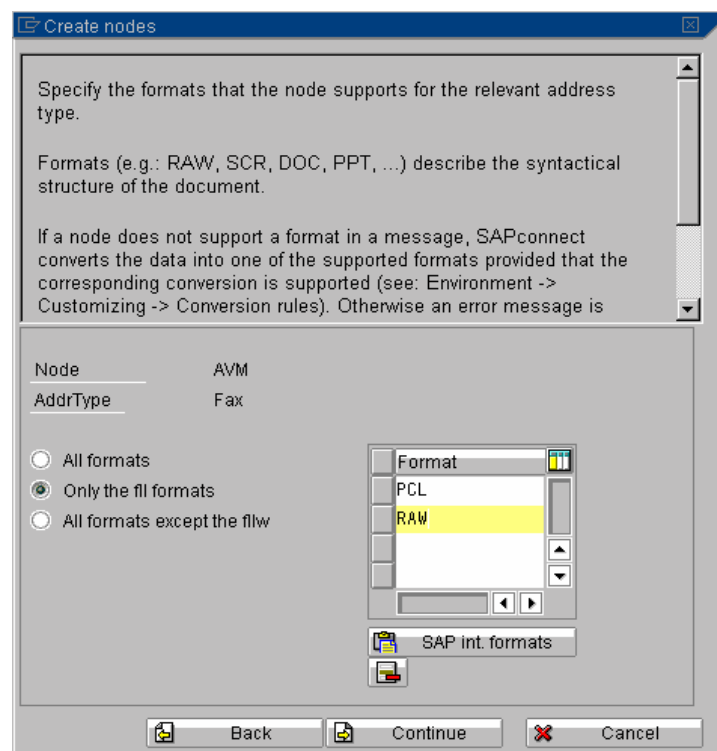 Create nodes
Specify the formats that the node supports for the relevant address
type.
Formats (e.g.: RAW, SCR, DOC, PPT, ...) describe the syntactical
structure of the document.
If a node does not support a format in a message, SAPconnect
converts the data into one of the supported formats provided that the
corresponding conversion is supported (see: Environment ->
Customizing -> Conversion rules). Otherwise an error message is
Node AVM
AddrType Fax
All formats
Only the fll formats
All formats except the fllw
Format
PCL
RAW
SAP int. formats
Back Continue Cancel